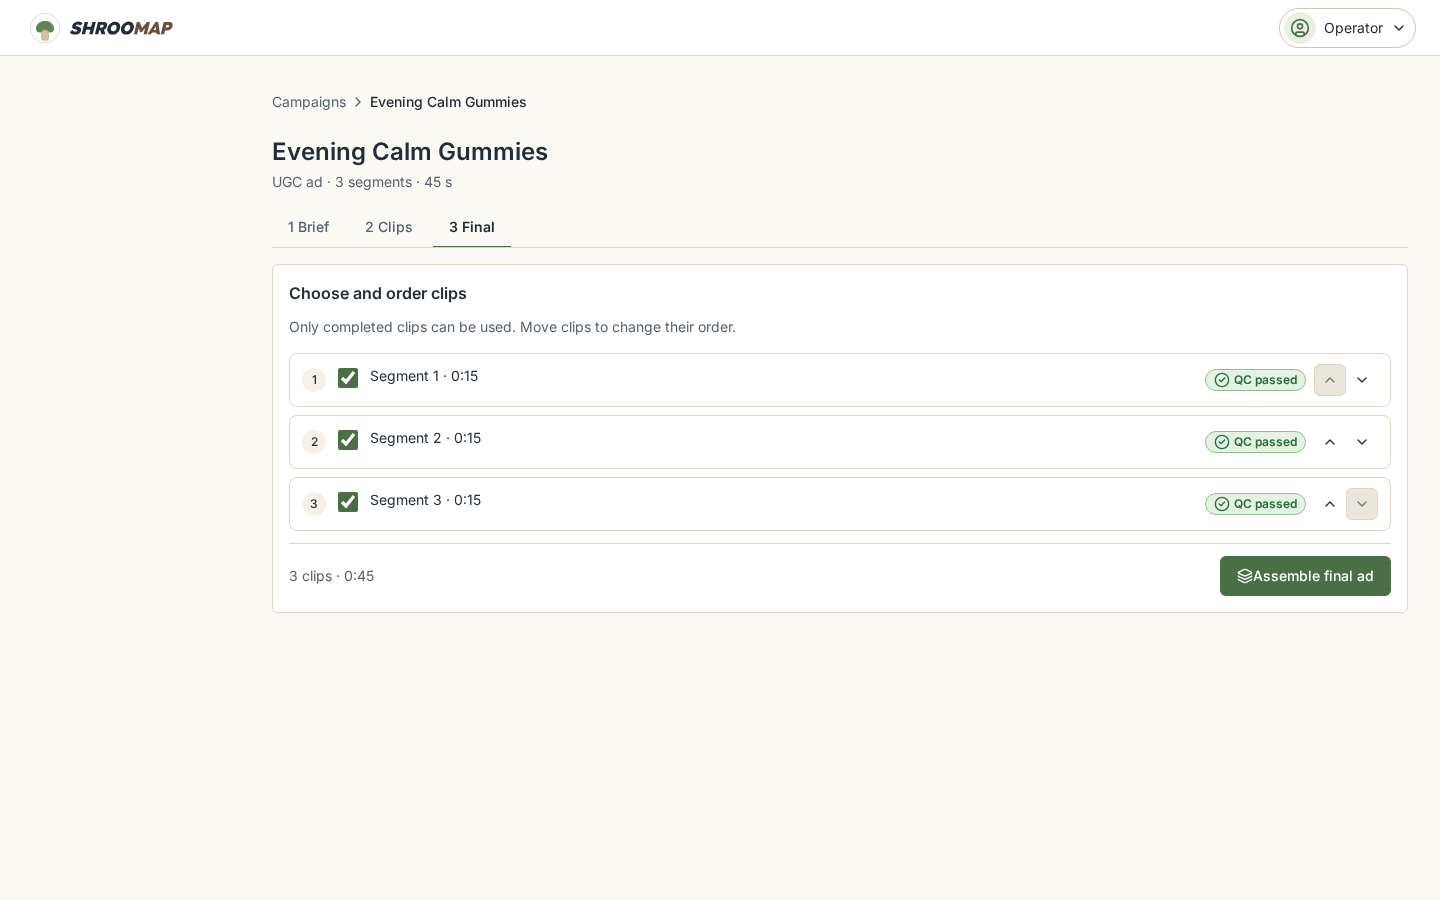 SHROOMAP
Operator
Campaigns Evening Calm Gummies
Evening Calm Gummies
UGC ad · 3 segments · 45 s
1 Brief 2 Clips 3 Final
Choose and order clips
Only completed clips can be used. Move clips to change their order.
1 Segment 1 · 0:15 QC passed
2 Segment 2 · 0:15 QC passed
3 Segment 3 · 0:15 QC passed
3 clips · 0:45 Assemble final ad